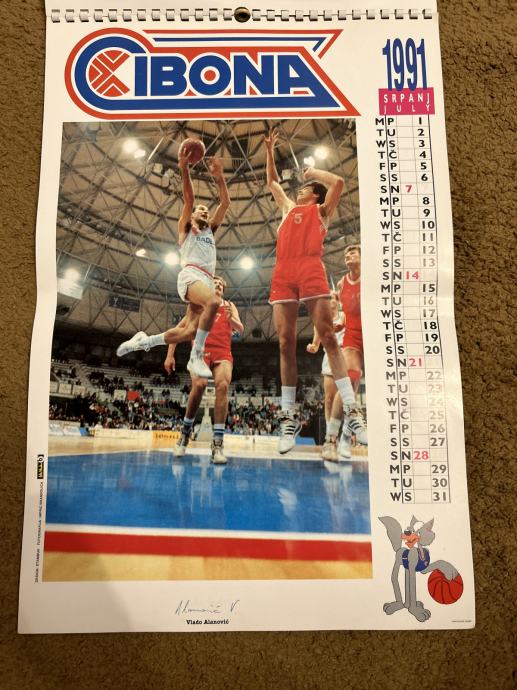 CIBONA
1991
SRPANJ
JULY
M P 1
T U 2
W S 3
T Č 4
F P 5
S S 6
S N 7
M P 8
T U 9
W S 10
T Č 11
F P 12
S S 13
S N 14
M P 15
T U 16
W S 17
T Č 18
F P 19
S S 20
S N 21
M P 22
T U 23
W S 24
T Č 25
F P 26
S S 27
S N 28
M P 29
T U 30
W S 31
5
Alanović V
Vlado Alanović